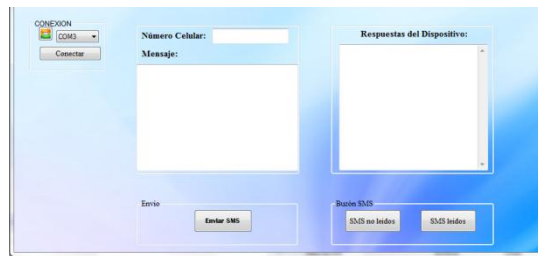 CONEXION
COM3
Conectar
Número Celular:
Mensaje:
Respuestas del Dispositivo:
Envio
Enviar SMS
Buzón SMS
SMS no leidos
SMS leidos